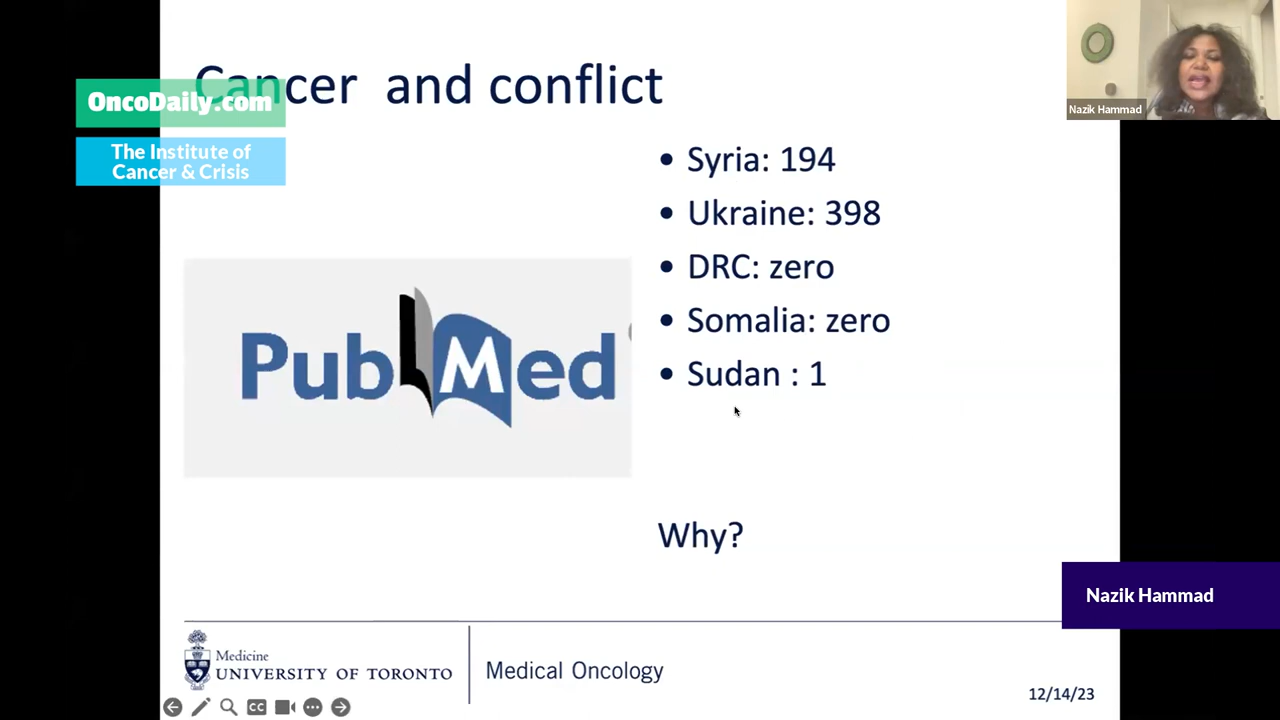 Cancer and conflict
OncoDaily.com
The Institute of
Cancer & Crisis
Nazik Hammad
• Syria: 194
• Ukraine: 398
• DRC: zero
• Somalia: zero
• Sudan : 1
PubMed
Why?
Nazik Hammad
Medicine
UNIVERSITY OF TORONTO
Medical Oncology
12/14/23
CC